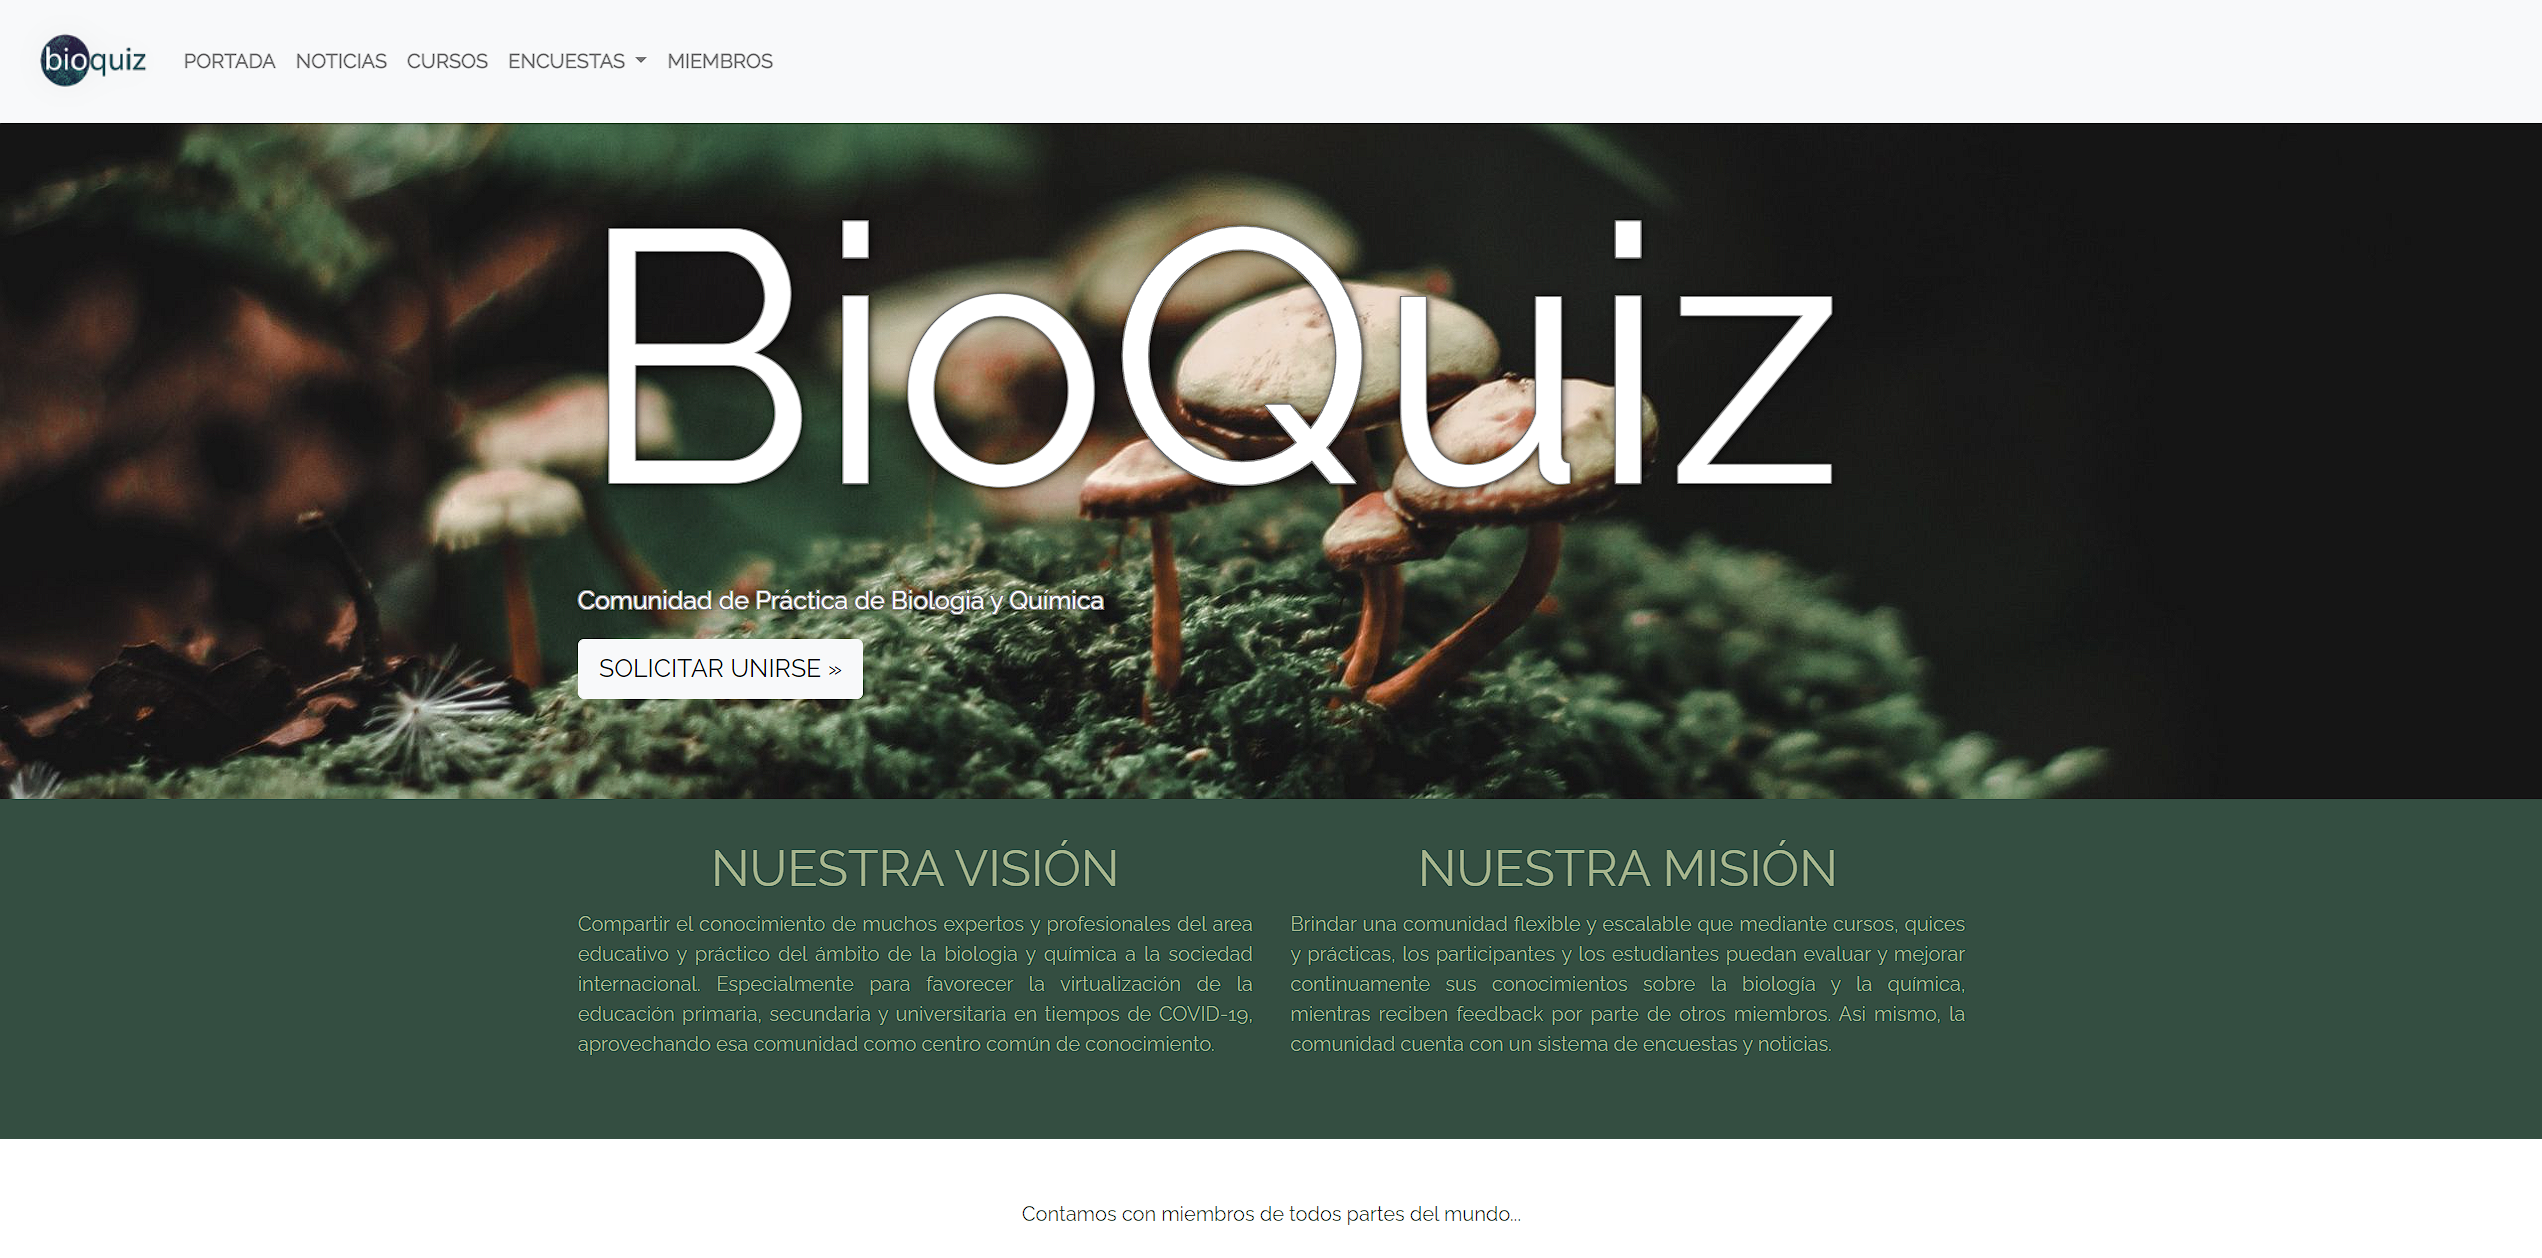 bioquiz
PORTADA NOTICIAS CURSOS ENCUESTAS MIEMBROS
BioQuiz
Comunidad de Práctica de Biología y Química
SOLICITAR UNIRSE »
NUESTRA VISIÓN
Compartir el conocimiento de muchos expertos y profesionales del area
educativo y práctico del ámbito de la biologia y química a la sociedad
internacional. Especialmente para favorecer la virtualización de la
educación primaria, secundaria y universitaria en tiempos de COVID-19,
aprovechando esa comunidad como centro común de conocimiento.
NUESTRA MISIÓN
Brindar una comunidad flexible y escalable que mediante cursos, quices
y prácticas, los participantes y los estudiantes puedan evaluar y mejorar
continuamente sus conocimientos sobre la biología y la química,
mientras reciben feedback por parte de otros miembros. Asi mismo, la
comunidad cuenta con un sistema de encuestas y noticias.
Contamos con miembros de todos partes del mundo...